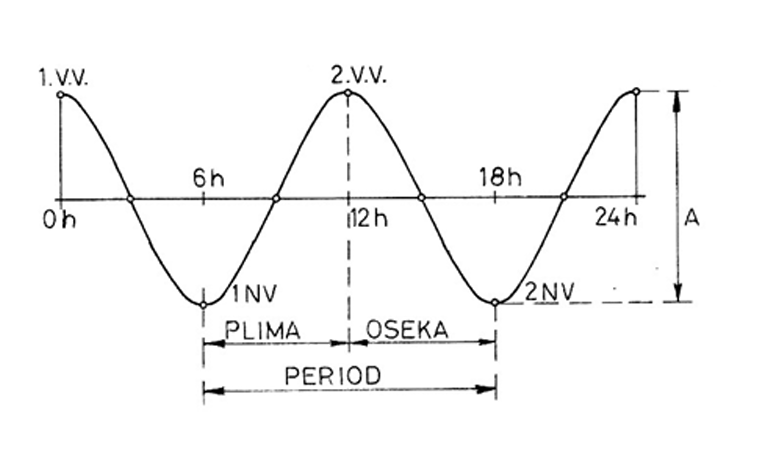 1.V.V.
2.V.V.
6h
18h
0h
12h
24h
A
1NV
2NV
PLIMA
OSEKA
PERIOD